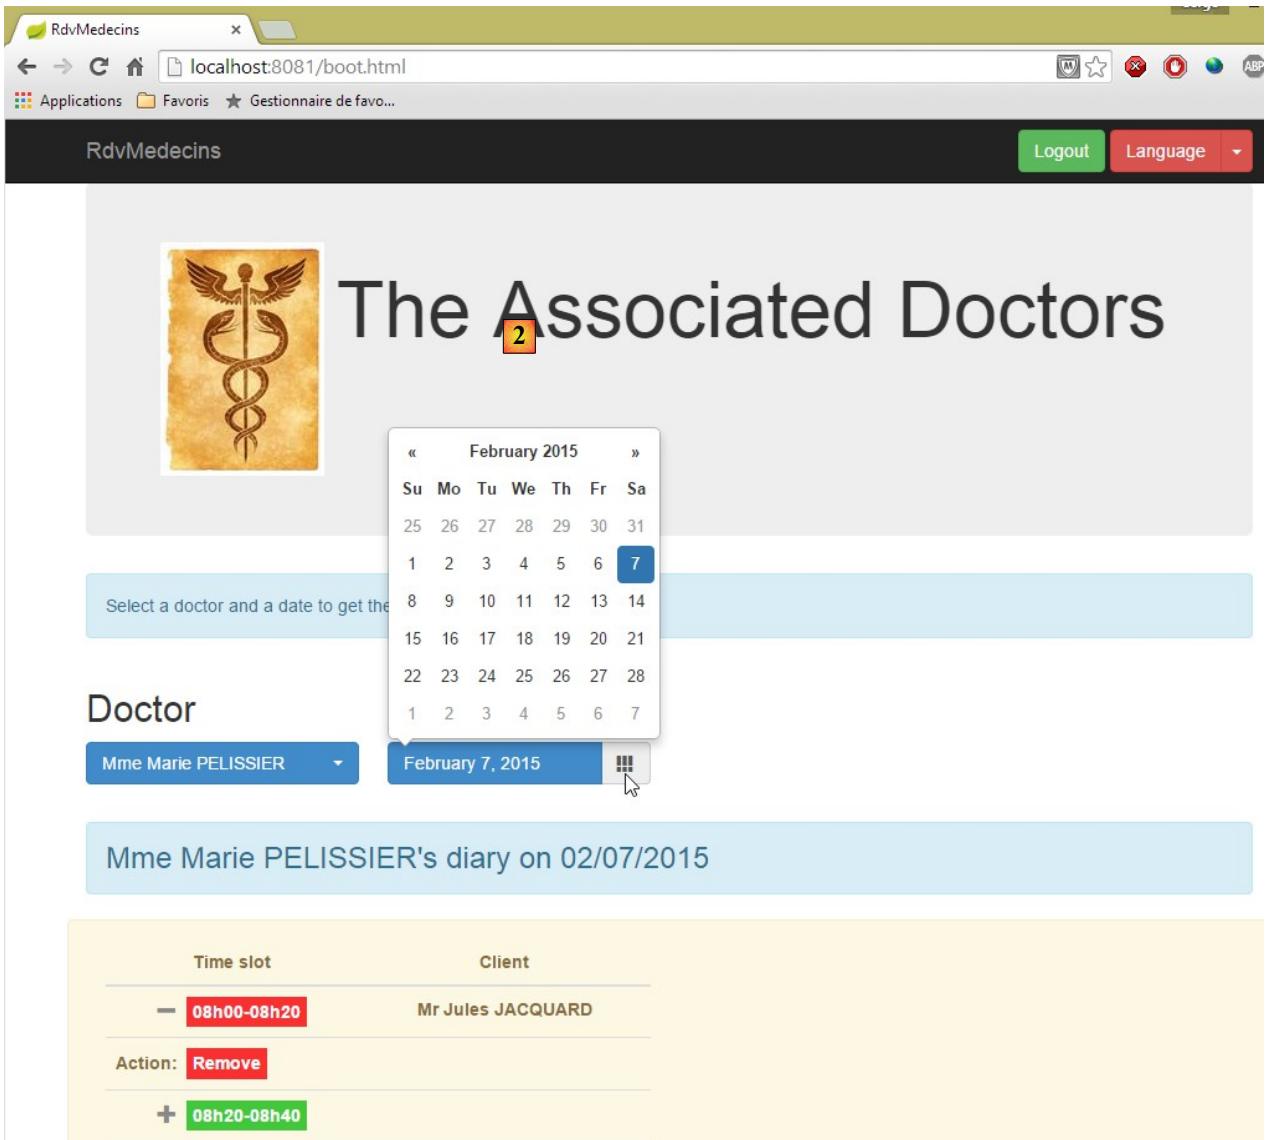 RdvMedecins ×
localhost:8081/boot.html
ABP
Applications Favoris Gestionnaire de favo...
RdvMedecins Logout Language
The Associated Doctors
2
« February 2015 »
Su Mo Tu We Th Fr Sa
25 26 27 28 29 30 31
1 2 3 4 5 6 7
8 9 10 11 12 13 14
15 16 17 18 19 20 21
22 23 24 25 26 27 28
1 2 3 4 5 6 7
Select a doctor and a date to get the
Doctor
Mme Marie PELISSIER February 7, 2015
Mme Marie PELISSIER's diary on 02/07/2015
Time slot Client
08h00-08h20 Mr Jules JACQUARD
Action: Remove
08h20-08h40